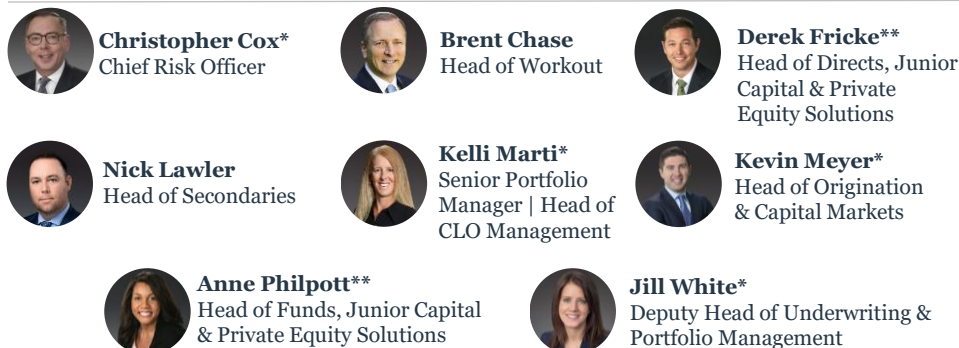 Christopher Cox*
Chief Risk Officer
Brent Chase
Head of Workout
Derek Fricke**
Head of Directs, Junior
Capital & Private
Equity Solutions
Nick Lawler
Head of Secondaries
Kelli Marti*
Senior Portfolio
Manager | Head of
CLO Management
Kevin Meyer*
Head of Origination
& Capital Markets
Anne Philpott**
Head of Funds, Junior Capital
& Private Equity Solutions
Jill White*
Deputy Head of Underwriting &
Portfolio Management